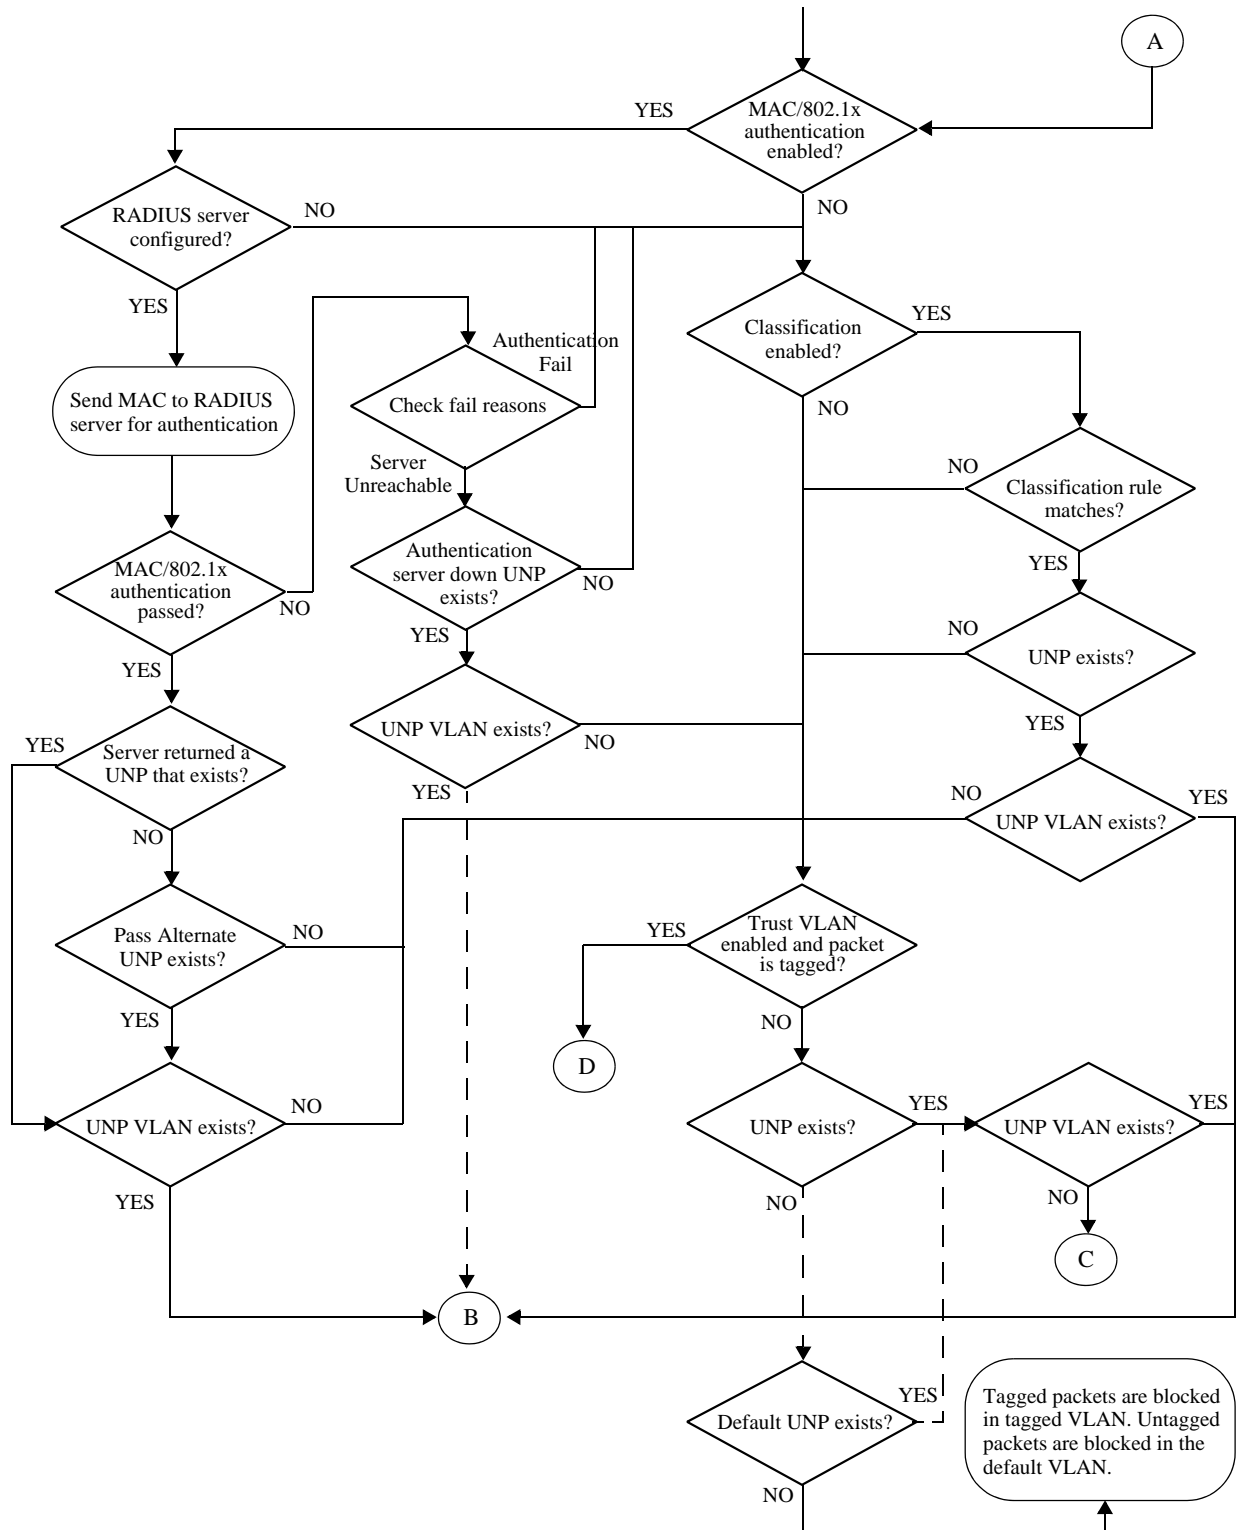 A
YES
MAC/802.1x
authentication
enabled?
NO
RADIUS server
configured?
NO
YES
Classification
enabled?
YES
NO
Authentication
Fail
Check fail reasons
Send MAC to RADIUS
server for authentication
Server
Unreachable
NO
Classification rule
matches?
YES
MAC/802.1x
authentication
passed?
NO
YES
Authentication
server down UNP
exists?
NO
YES
NO
UNP exists?
YES
YES
Server returned a
UNP that exists?
NO
UNP VLAN exists?
NO
YES
NO
UNP VLAN exists?
YES
Pass Alternate
UNP exists?
NO
YES
YES
Trust VLAN
enabled and packet
is tagged?
NO
D
UNP VLAN exists?
NO
YES
UNP exists?
YES
NO
UNP VLAN exists?
YES
NO
C
B
Default UNP exists?
YES
NO
Tagged packets are blocked
in tagged VLAN. Untagged
packets are blocked in the
default VLAN.